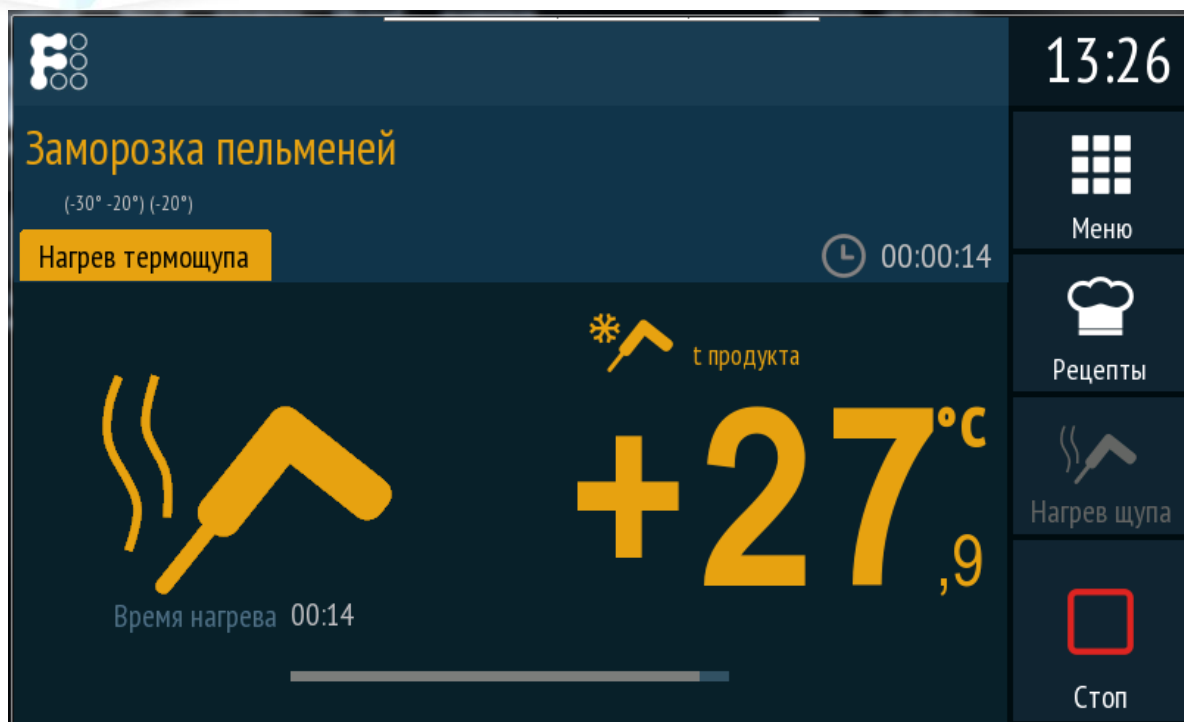 13:26
Заморозка пельменей
(-30° -20°) (-20°)
Нагрев термощупа
00:00:14
Меню
t продукта
+27,9 °C
Рецепты
Нагрев щупа
Время нагрева 00:14
Стоп